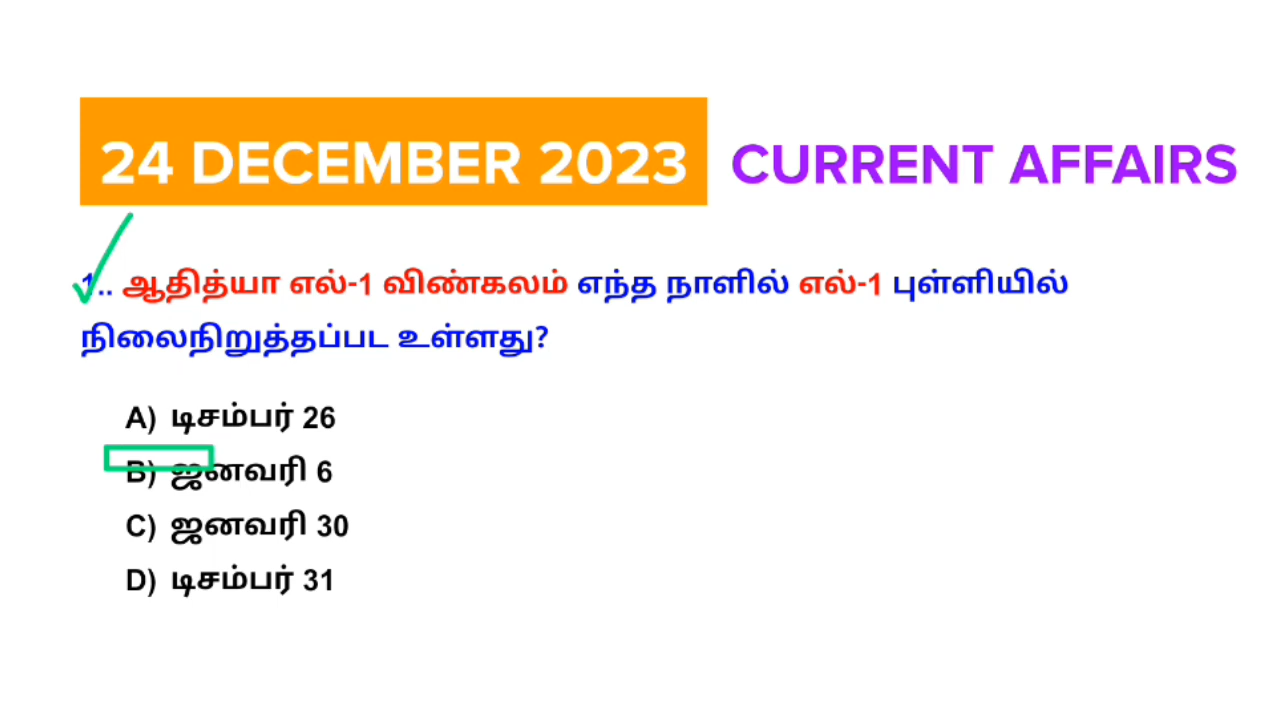 24 DECEMBER 2023 CURRENT AFFAIRS
1.. ஆதித்யா எல்-1 விண்கலம் எந்த நாளில் எல்-1 புள்ளியில்
நிலைநிறுத்தப்பட உள்ளது?
A) டிசம்பர் 26
B) ஜனவரி 6
C) ஜனவரி 30
D) டிசம்பர் 31